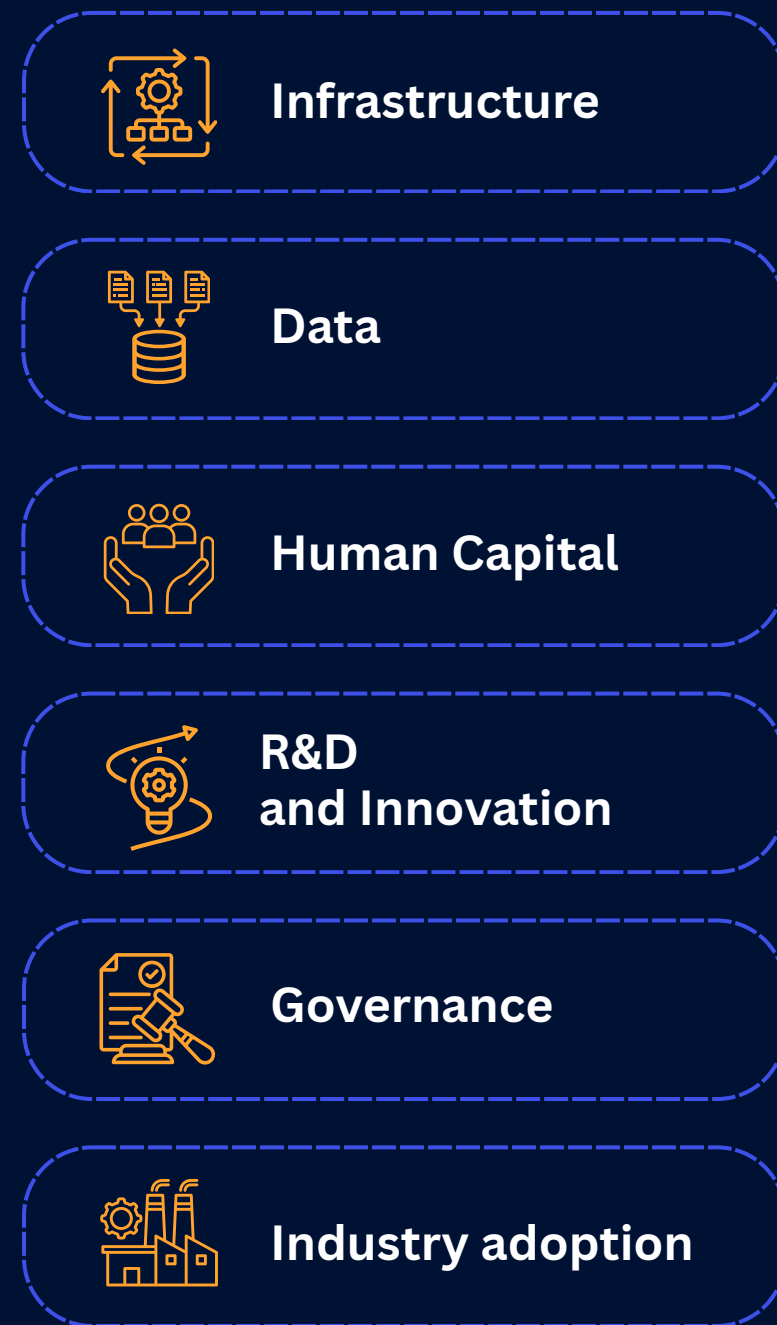 Infrastructure
Data
Human Capital
R&D
and Innovation
Governance
Industry adoption